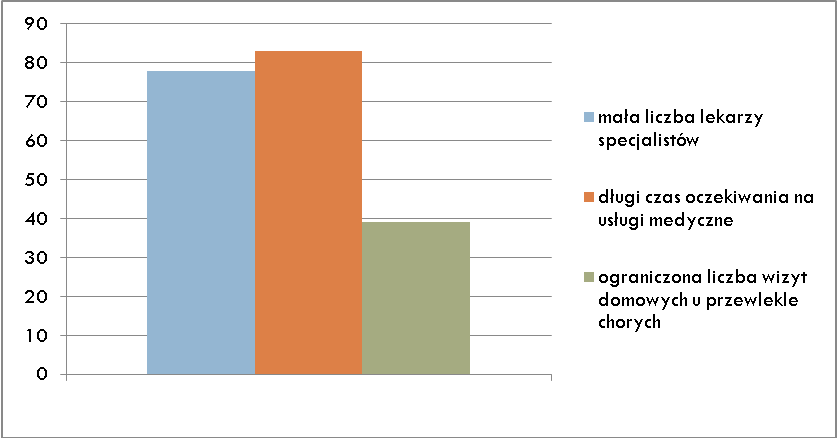 90
80
70
60
50
40
30
20
10
0
mała liczba lekarzy
specjalistów
długi czas oczekiwania na
usługi medyczne
ograniczona liczba wizyt
domowych u przewlekle
chorych